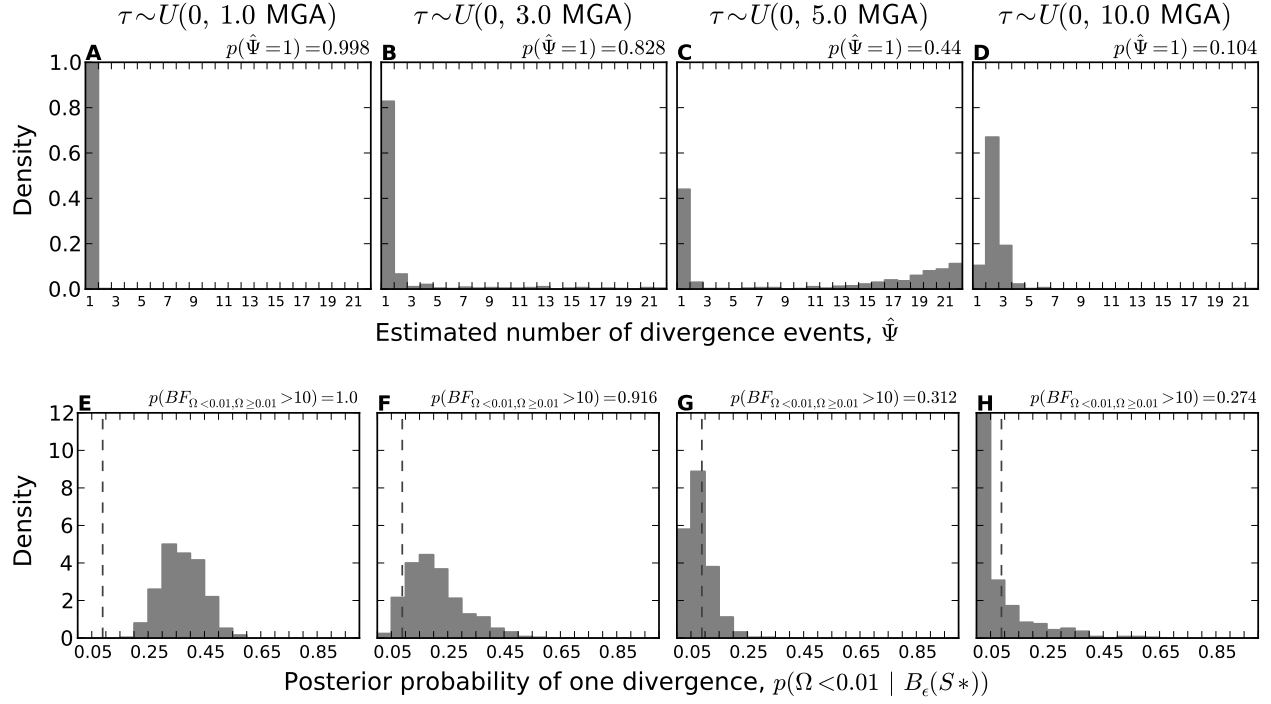 τ∼U(0, 1.0 MGA) τ∼U(0, 3.0 MGA) τ∼U(0, 5.0 MGA) τ∼U(0, 10.0 MGA)
A p(Ψ̂=1)=0.998 B p(Ψ̂=1)=0.828 C p(Ψ̂=1)=0.44 D p(Ψ̂=1)=0.104
1.0
0.8
0.6
0.4
0.2
0.0
Density
1 3 5 7 9 11 13 15 17 19 21 1 3 5 7 9 11 13 15 17 19 21 1 3 5 7 9 11 13 15 17 19 21 1 3 5 7 9 11 13 15 17 19 21
Estimated number of divergence events, Ψ̂
E p(BF_{Ω<0.01,Ω≥0.01}>10)=1.0 F p(BF_{Ω<0.01,Ω≥0.01}>10)=0.916 G p(BF_{Ω<0.01,Ω≥0.01}>10)=0.312 H p(BF_{Ω<0.01,Ω≥0.01}>10)=0.274
12
10
8
6
4
2
0
Density
0.05 0.25 0.45 0.65 0.85 0.05 0.25 0.45 0.65 0.85 0.05 0.25 0.45 0.65 0.85 0.05 0.25 0.45 0.65 0.85
Posterior probability of one divergence, p(Ω<0.01 | B_ϵ(S∗))